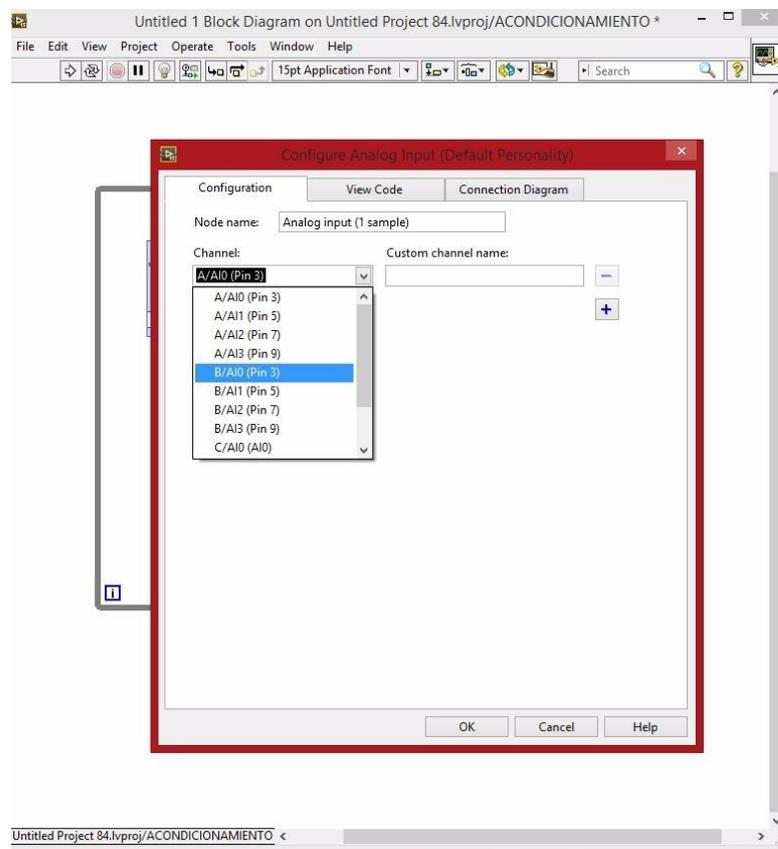 Untitled 1 Block Diagram on Untitled Project 84.lvproj/ACONDICIONAMIENTO *
File Edit View Project Operate Tools Window Help
15pt Application Font Search
Configure Analog Input (Default Personality)
Configuration View Code Connection Diagram
Node name: Analog input (1 sample)
Channel: Custom channel name:
A/AI0 (Pin 3)
A/AI0 (Pin 3)
A/AI1 (Pin 5)
A/AI2 (Pin 7)
A/AI3 (Pin 9)
B/AI0 (Pin 3)
B/AI1 (Pin 5)
B/AI2 (Pin 7)
B/AI3 (Pin 9)
C/AI0 (AI0)
i
OK Cancel Help
Untitled Project 84.lvproj/ACONDICIONAMIENTO